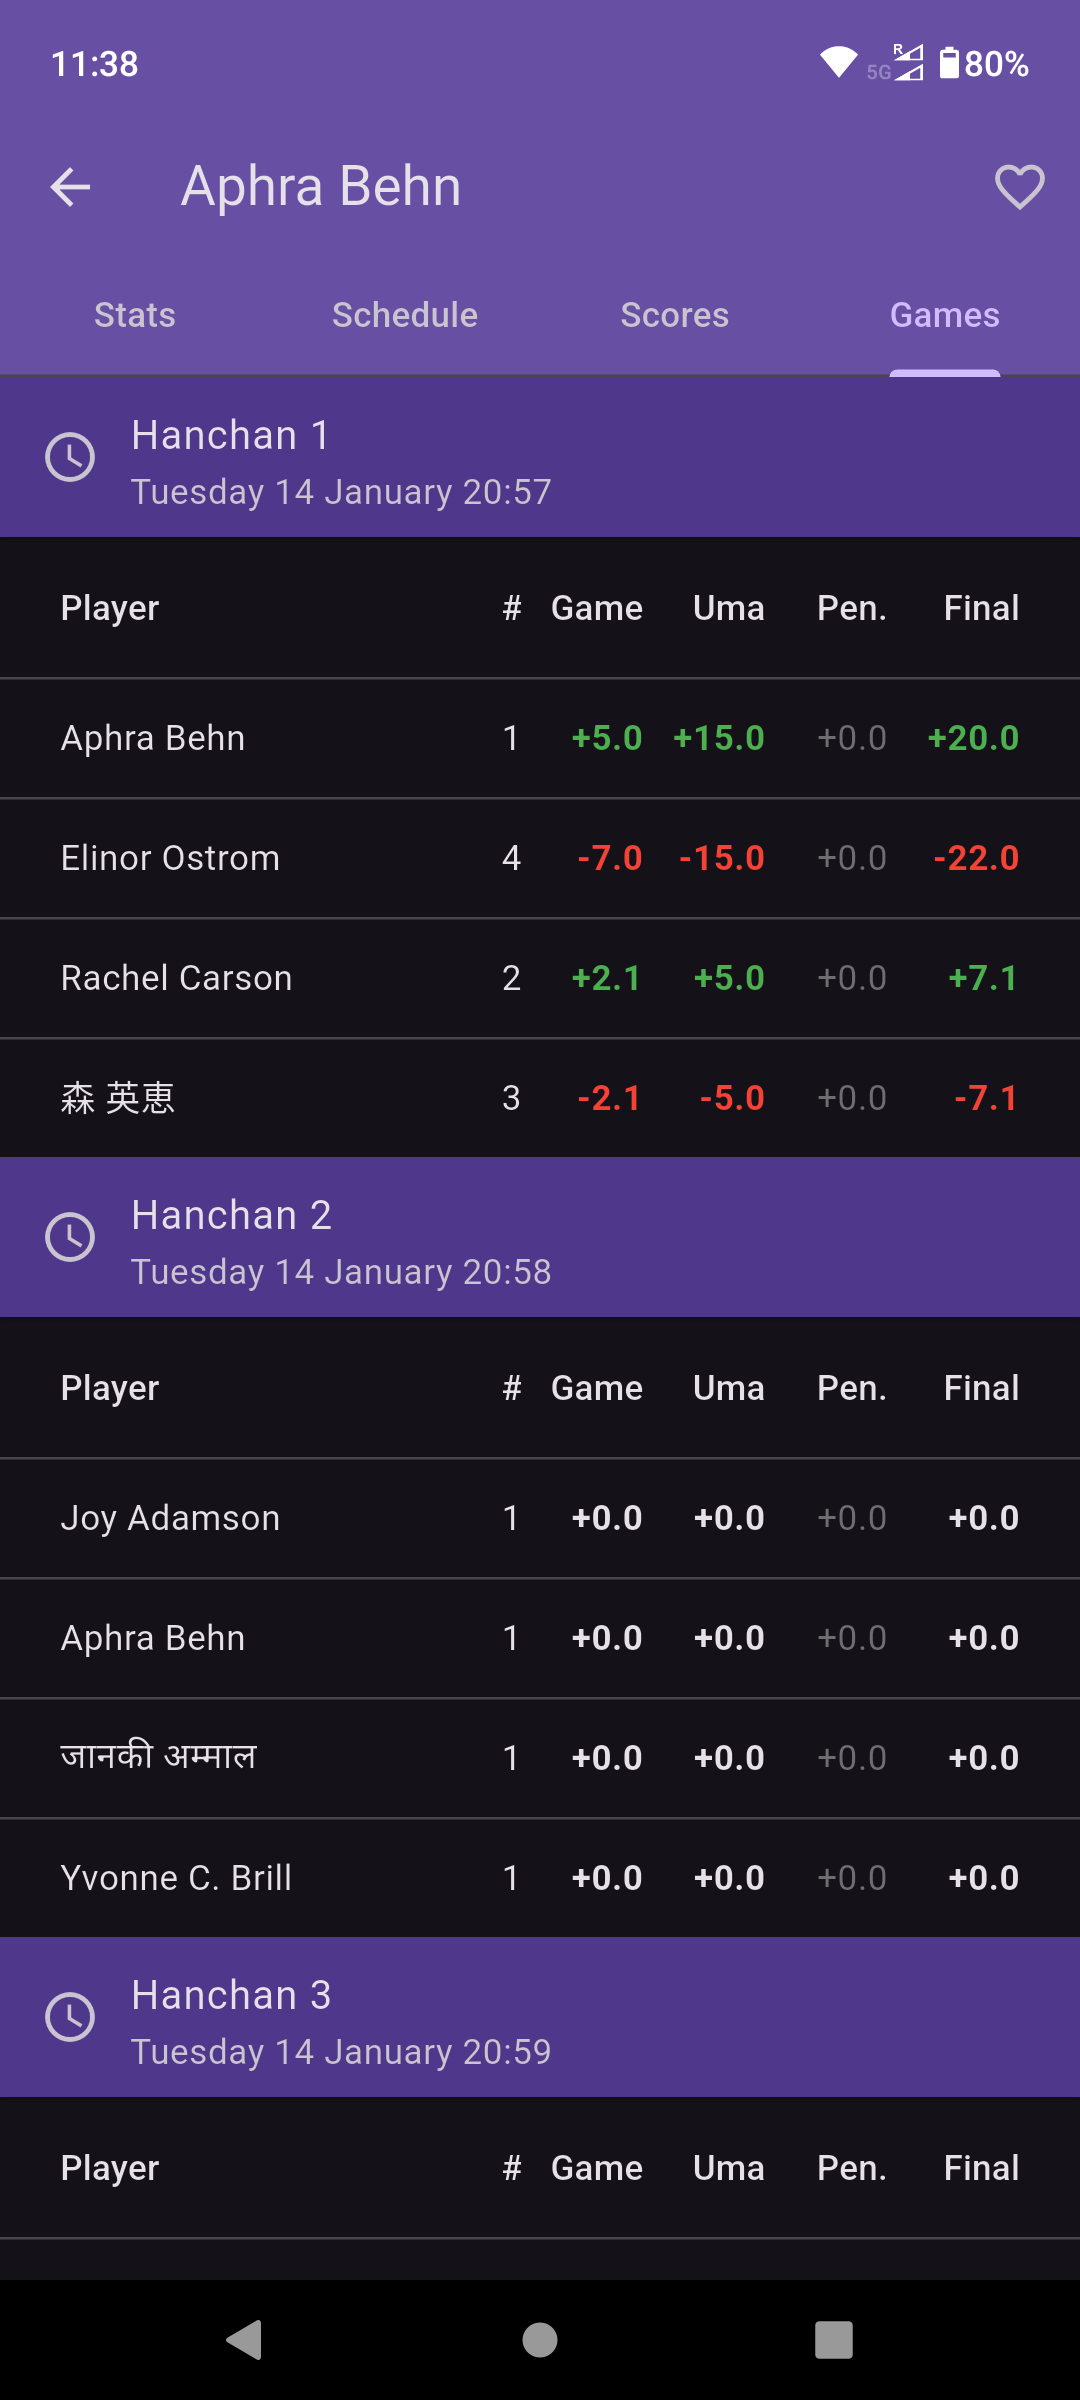 11:38 5G R 80%
Aphra Behn
Stats Schedule Scores Games
Hanchan 1
Tuesday 14 January 20:57
Player # Game Uma Pen. Final
Aphra Behn 1 +5.0 +15.0 +0.0 +20.0
Elinor Ostrom 4 -7.0 -15.0 +0.0 -22.0
Rachel Carson 2 +2.1 +5.0 +0.0 +7.1
森 英恵 3 -2.1 -5.0 +0.0 -7.1
Hanchan 2
Tuesday 14 January 20:58
Player # Game Uma Pen. Final
Joy Adamson 1 +0.0 +0.0 +0.0 +0.0
Aphra Behn 1 +0.0 +0.0 +0.0 +0.0
जानकी अम्माल 1 +0.0 +0.0 +0.0 +0.0
Yvonne C. Brill 1 +0.0 +0.0 +0.0 +0.0
Hanchan 3
Tuesday 14 January 20:59
Player # Game Uma Pen. Final